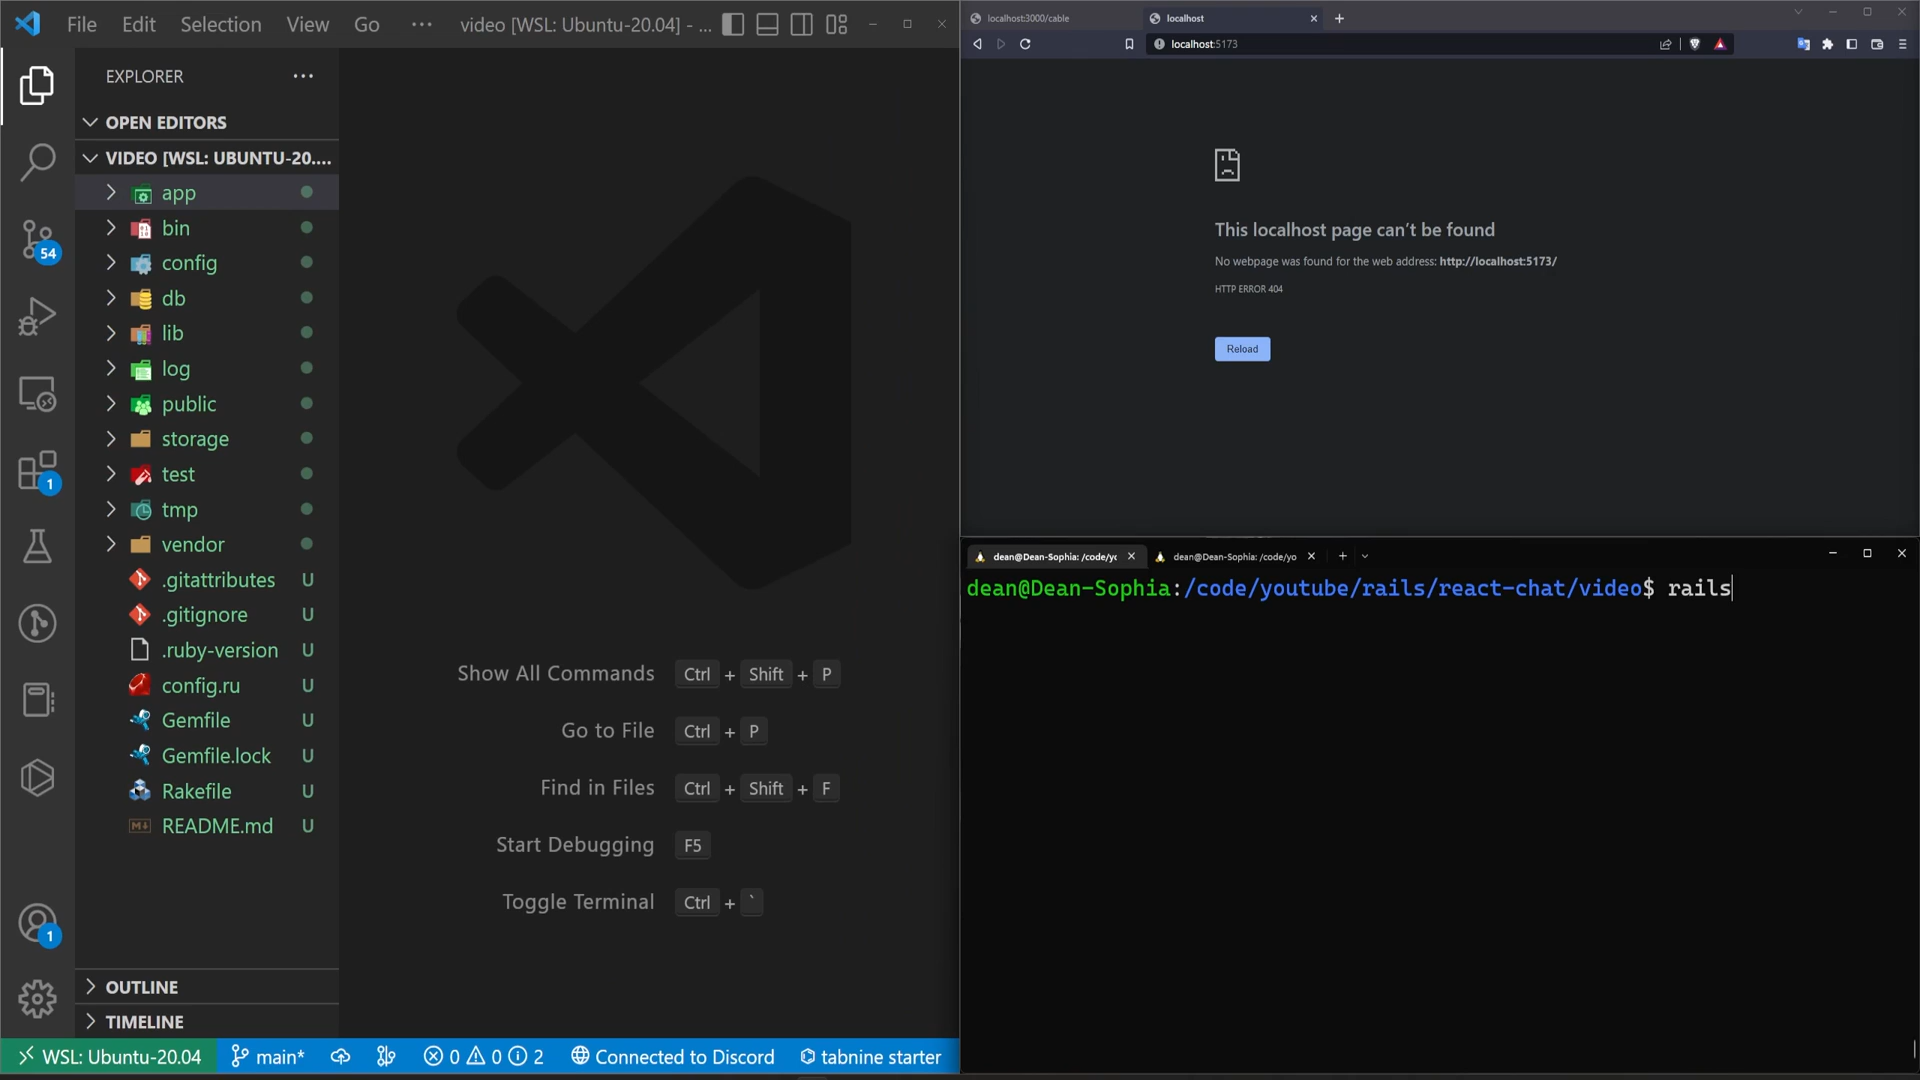 File Edit Selection View Go ··· video [WSL: Ubuntu-20.04] - ...
EXPLORER
OPEN EDITORS
VIDEO [WSL: UBUNTU-20....
app
bin
config
db
lib
log
public
storage
test
tmp
vendor
.gitattributes U
.gitignore U
.ruby-version U
config.ru U
Gemfile U
Gemfile.lock U
Rakefile U
README.md U
OUTLINE
TIMELINE
54
1
1
Show All Commands Ctrl + Shift + P
Go to File Ctrl + P
Find in Files Ctrl + Shift + F
Start Debugging F5
Toggle Terminal Ctrl + `
WSL: Ubuntu-20.04 main* 0 0 2 Connected to Discord tabnine starter
localhost:3000/cable localhost
localhost:5173
This localhost page can't be found
No webpage was found for the web address: http://localhost:5173/
HTTP ERROR 404
Reload
dean@Dean-Sophia: /code/yc dean@Dean-Sophia: /code/yo
dean@Dean-Sophia:/code/youtube/rails/react-chat/video$ rails